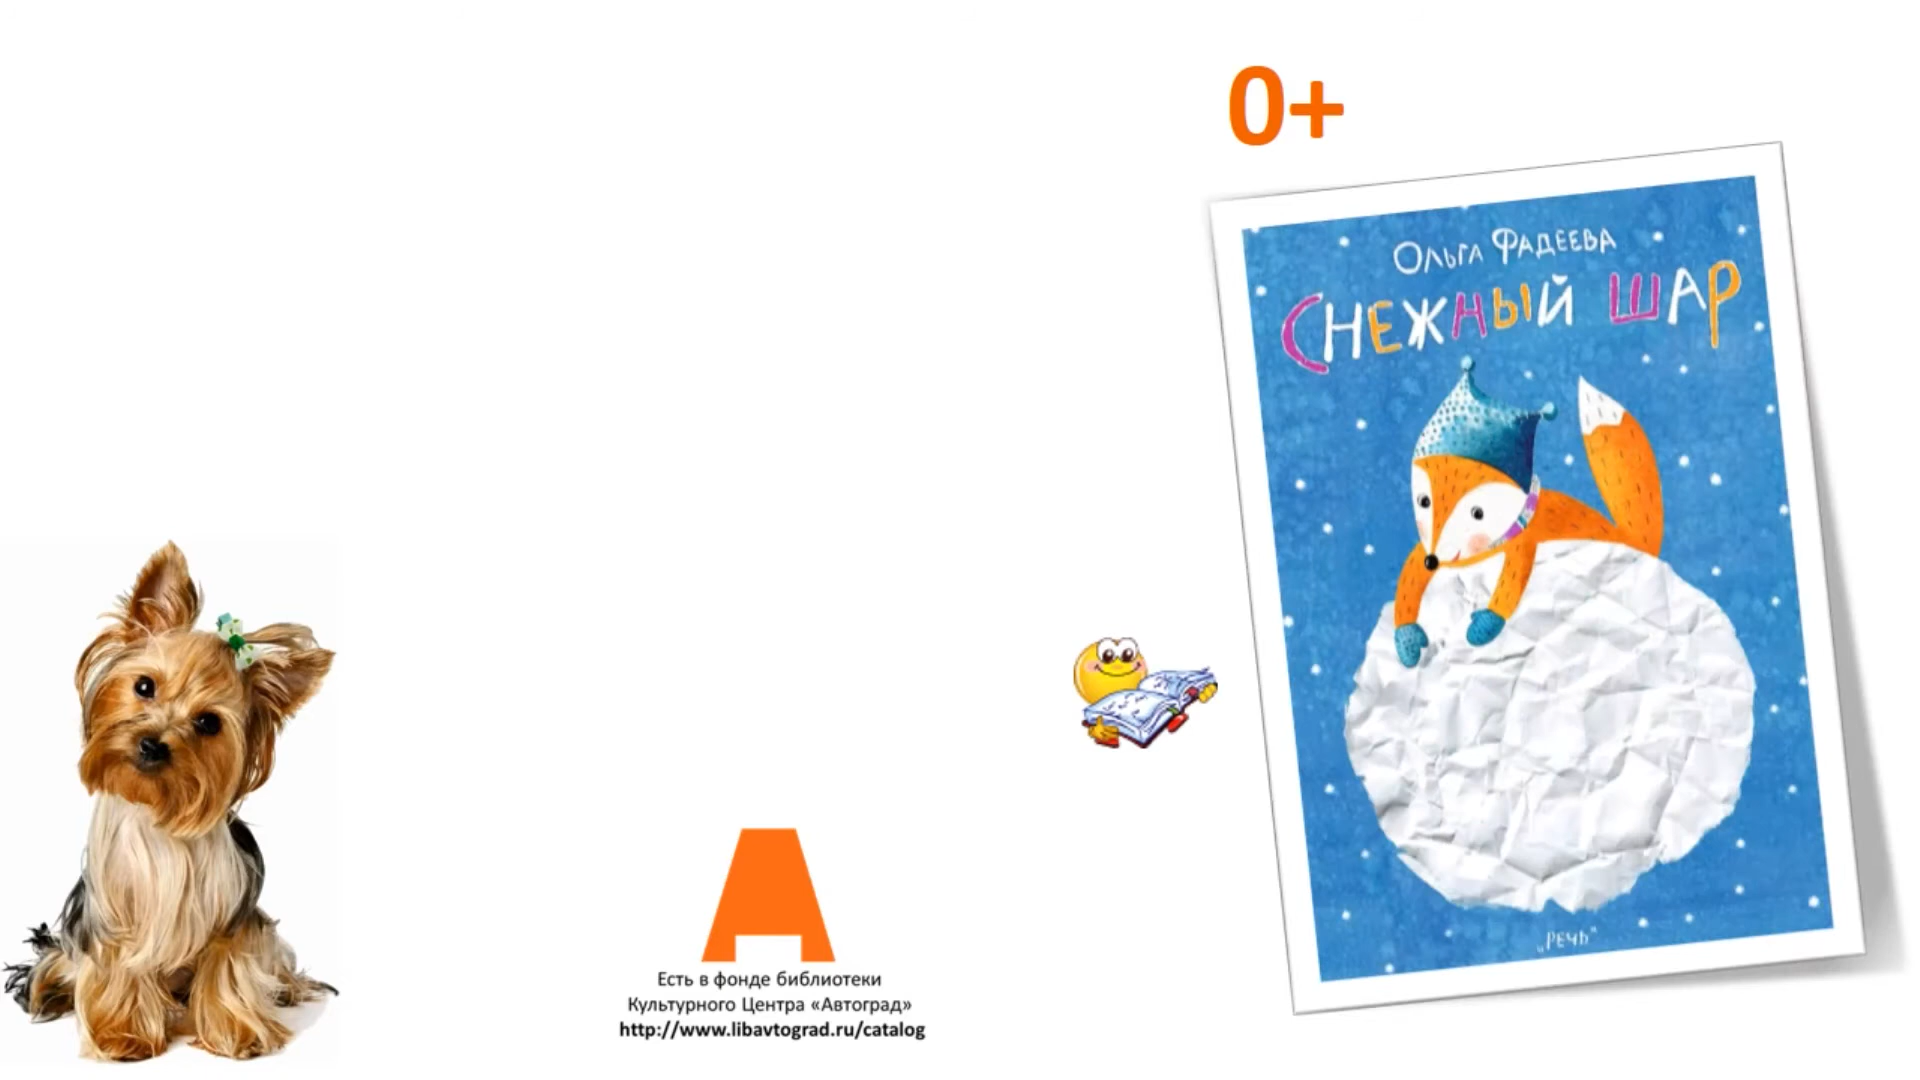 0+
Ольга Фадеева
Снежный шар
„Речь"
Есть в фонде библиотеки
Культурного Центра «Автоград»
http://www.libavtograd.ru/catalog